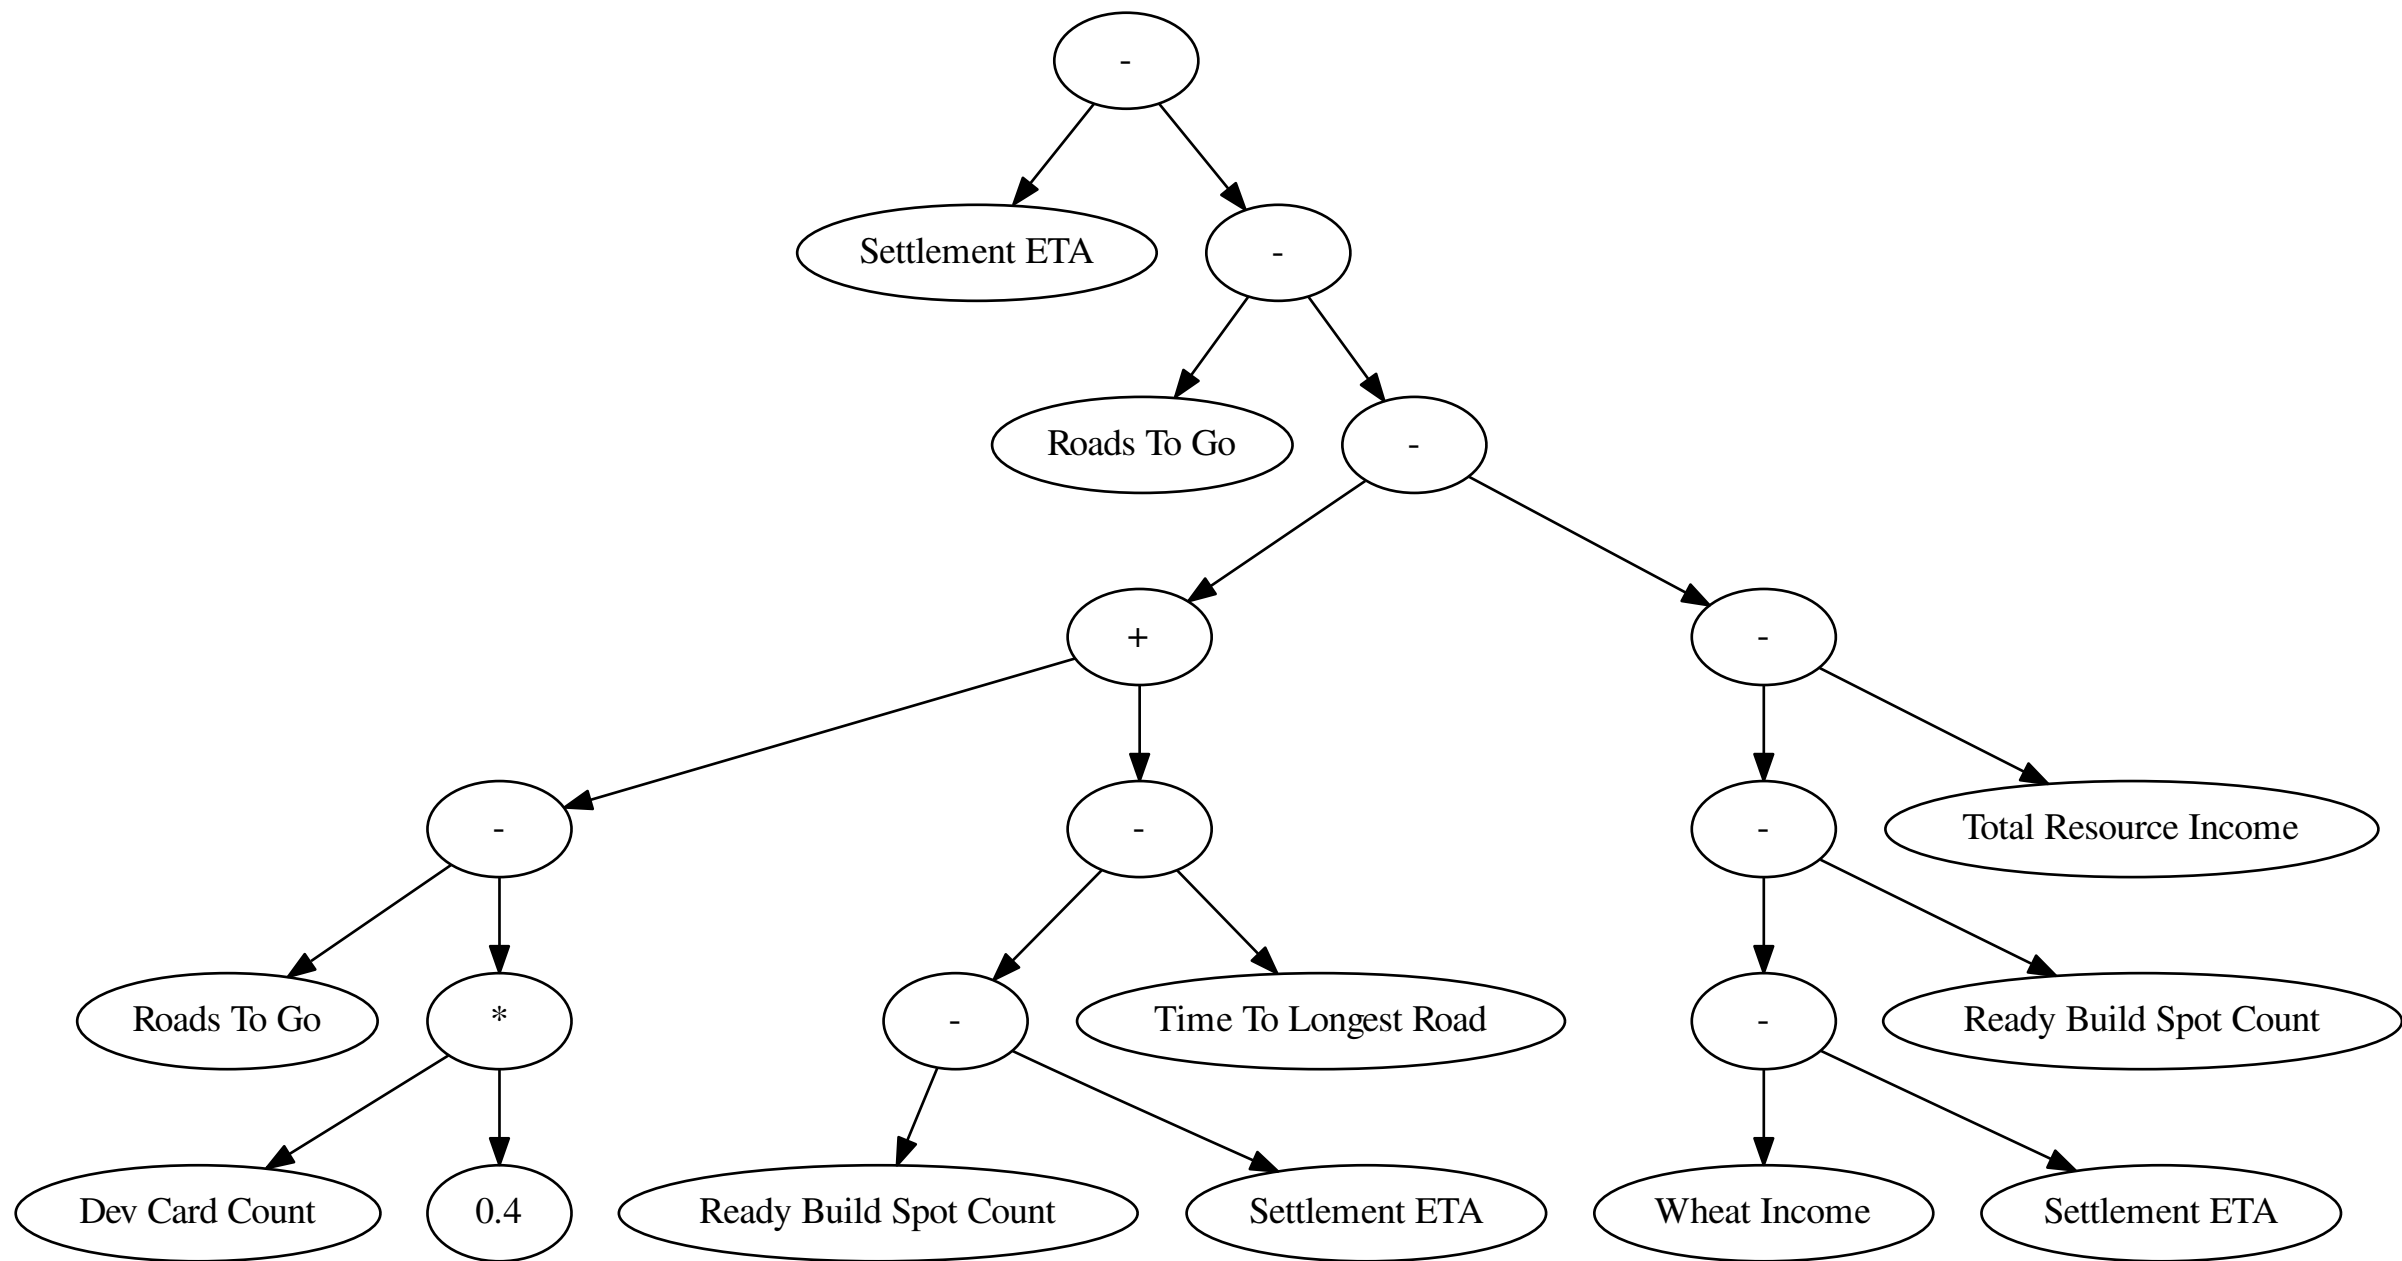 -
Settlement ETA
-
Roads To Go
-
+
-
-
-
-
Total Resource Income
Roads To Go
*
-
Time To Longest Road
-
Ready Build Spot Count
Dev Card Count
0.4
Ready Build Spot Count
Settlement ETA
Wheat Income
Settlement ETA